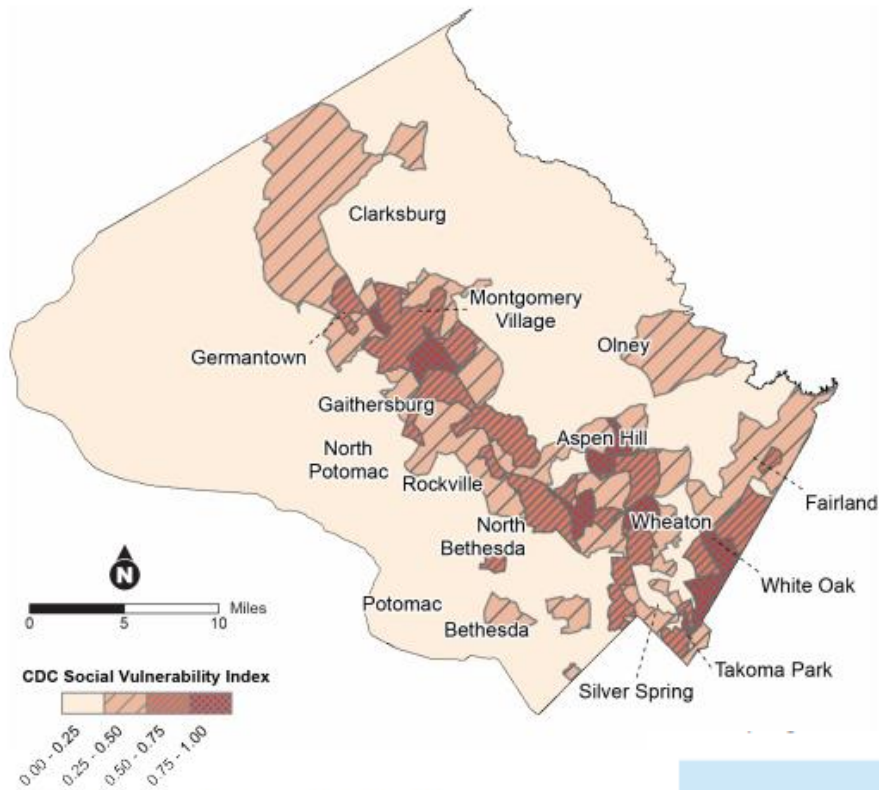 Clarksburg
Montgomery
Village
Germantown
Olney
Gaithersburg
Aspen Hill
North
Potomac
Rockville
Fairland
North
Bethesda
Wheaton
White Oak
N
0 5 10 Miles
Potomac
Bethesda
Takoma Park
Silver Spring
CDC Social Vulnerability Index
0.00 - 0.25
0.25 - 0.50
0.50 - 0.75
0.75 - 1.00